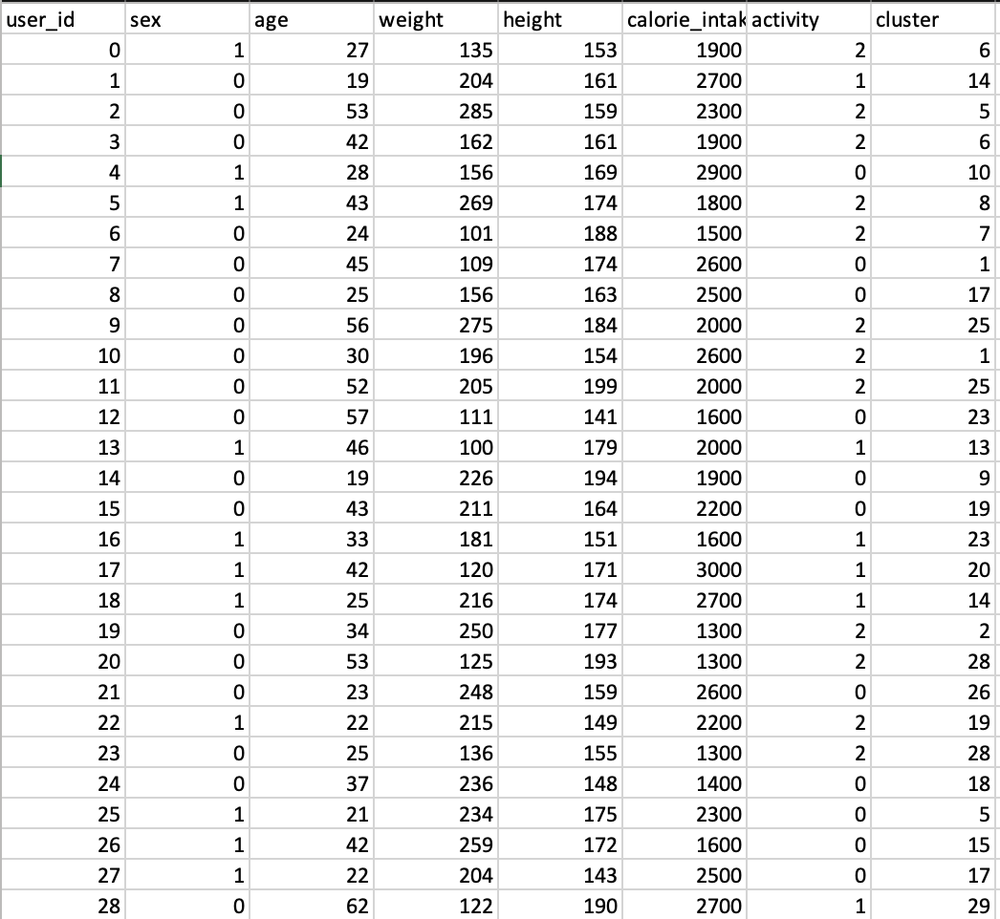 user_id sex age weight height calorie_intak activity cluster
0 1 27 135 153 1900 2 6
1 0 19 204 161 2700 1 14
2 0 53 285 159 2300 2 5
3 0 42 162 161 1900 2 6
4 1 28 156 169 2900 0 10
5 1 43 269 174 1800 2 8
6 0 24 101 188 1500 2 7
7 0 45 109 174 2600 0 1
8 0 25 156 163 2500 0 17
9 0 56 275 184 2000 2 25
10 0 30 196 154 2600 2 1
11 0 52 205 199 2000 2 25
12 0 57 111 141 1600 0 23
13 1 46 100 179 2000 1 13
14 0 19 226 194 1900 0 9
15 0 43 211 164 2200 0 19
16 1 33 181 151 1600 1 23
17 1 42 120 171 3000 1 20
18 1 25 216 174 2700 1 14
19 0 34 250 177 1300 2 2
20 0 53 125 193 1300 2 28
21 0 23 248 159 2600 0 26
22 1 22 215 149 2200 2 19
23 0 25 136 155 1300 2 28
24 0 37 236 148 1400 0 18
25 1 21 234 175 2300 0 5
26 1 42 259 172 1600 0 15
27 1 22 204 143 2500 0 17
28 0 62 122 190 2700 1 29